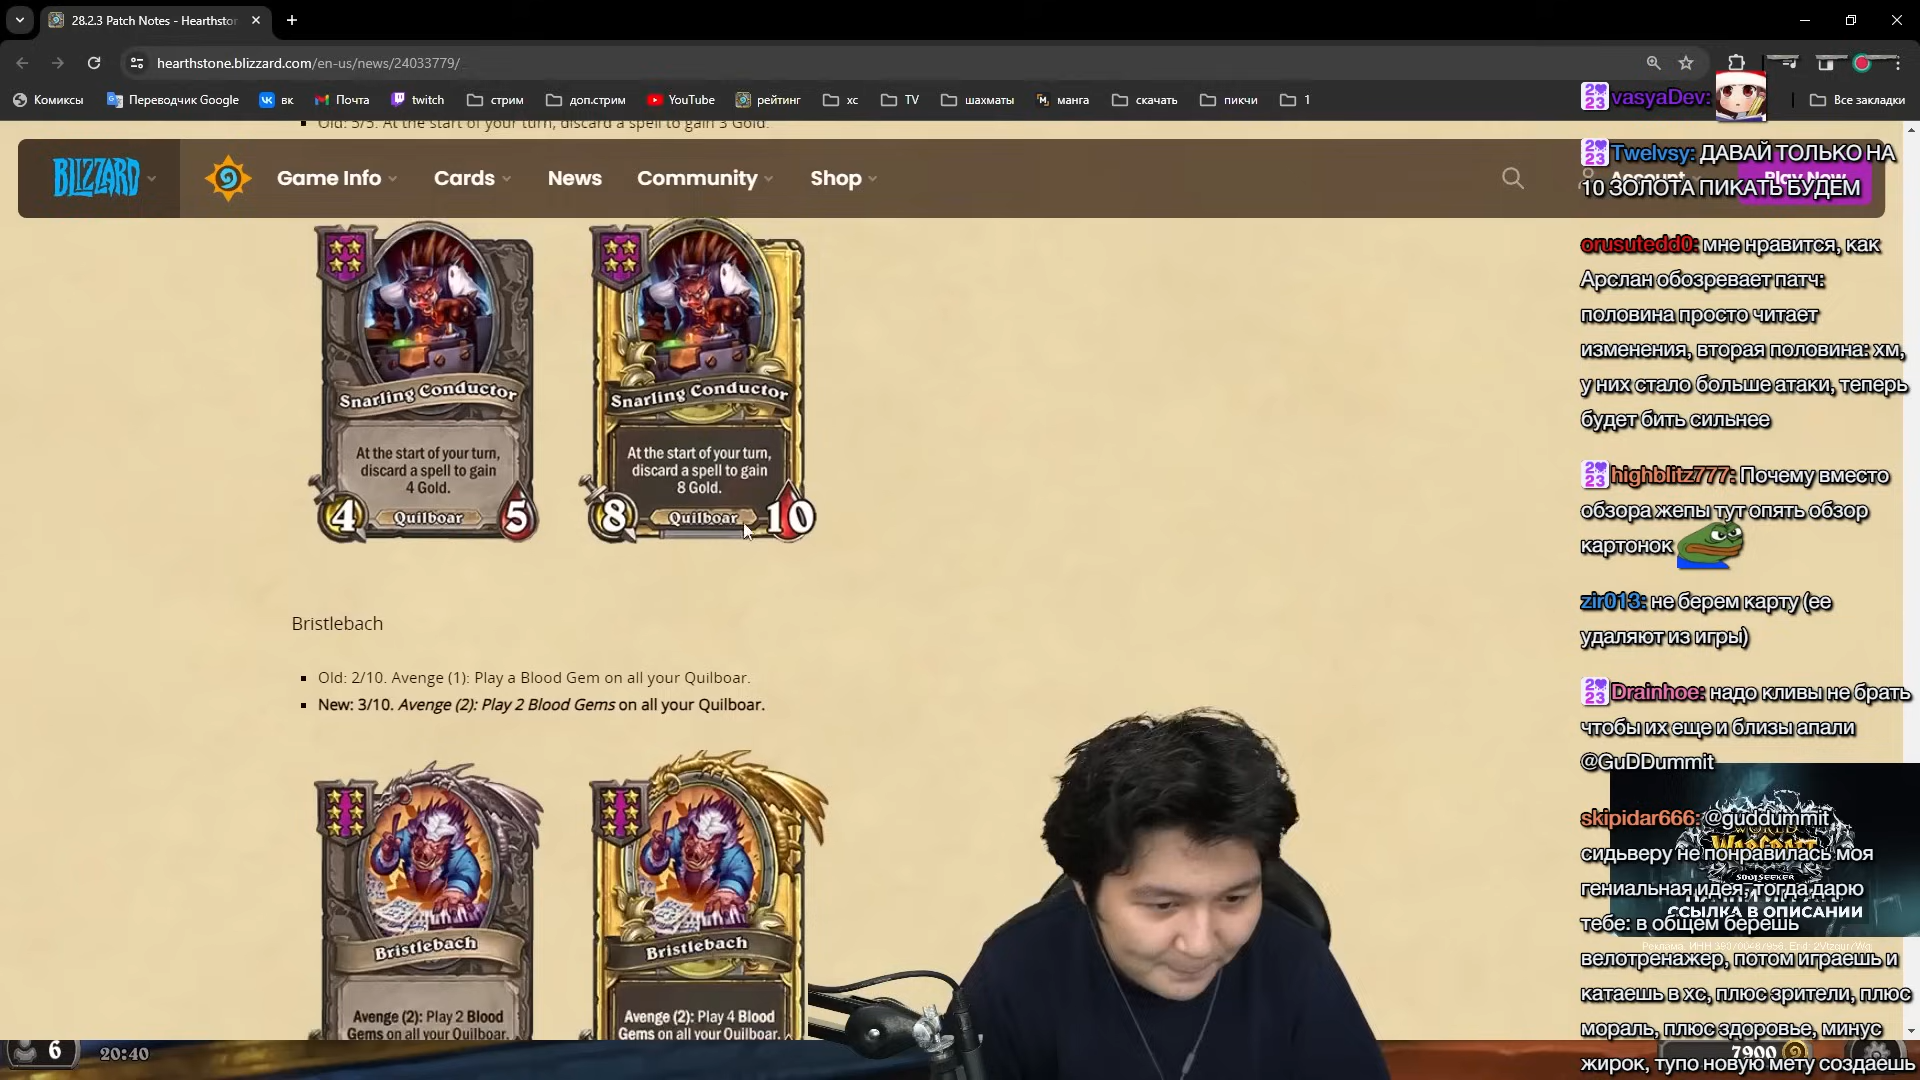 28.2.3 Patch Notes - Hearthsto
hearthstone.blizzard.com/en-us/news/24033779/
Комиксы
Переводчик Google
вк
Почта
twitch
стрим
доп.стрим
YouTube
рейтинг
хс
TV
шахматы
манга
скачать
пикчи
1
Все закладки
Old: 5/5. At the start of your turn, discard a spell to gain 3 Gold.
BLIZZARD
Game Info
Cards
News
Community
Shop
Account
Play Now
Snarling Conductor
At the start of your turn,
discard a spell to gain
4 Gold.
4
Quilboar
5
Snarling Conductor
At the start of your turn,
discard a spell to gain
8 Gold.
8
Quilboar
10
Bristlebach
Old: 2/10. Avenge (1): Play a Blood Gem on all your Quilboar.
New: 3/10. Avenge (2): Play 2 Blood Gems on all your Quilboar.
Bristlebach
Avenge (2): Play 2 Blood
Gems on all your Quilboar.
Bristlebach
Avenge (2): Play 4 Blood
Gems on all your Quilboar.
6
20:40
7900
vasyaDev:
Twelvsy: ДАВАЙ ТОЛЬКО НА
10 ЗОЛОТА ПИКАТЬ БУДЕМ
orusutedd0: мне нравится, как
Арслан обозревает патч:
половина просто читает
изменения, вторая половина: хм,
у них стало больше атаки, теперь
будет бить сильнее
highblitz777: Почему вместо
обзора жепы тут опять обзор
картонок
zir013: не берем карту (ее
удаляют из игры)
Drainhoe: надо кливы не брать
чтобы их еще и близы апали
@GuDDummit
skipidar666: @guddummit
сидьверу не понравилась моя
гениальная идея, тогда дарю
тебе: в общем берешь
велотренажер, потом играешь и
катаешь в хс, плюс зрители, плюс
мораль, плюс здоровье, минус
жирок, тупо новую мету создаешь
WORLD
WARCRAFT
SOULSEEKER
ССЫЛКА В ОПИСАНИИ